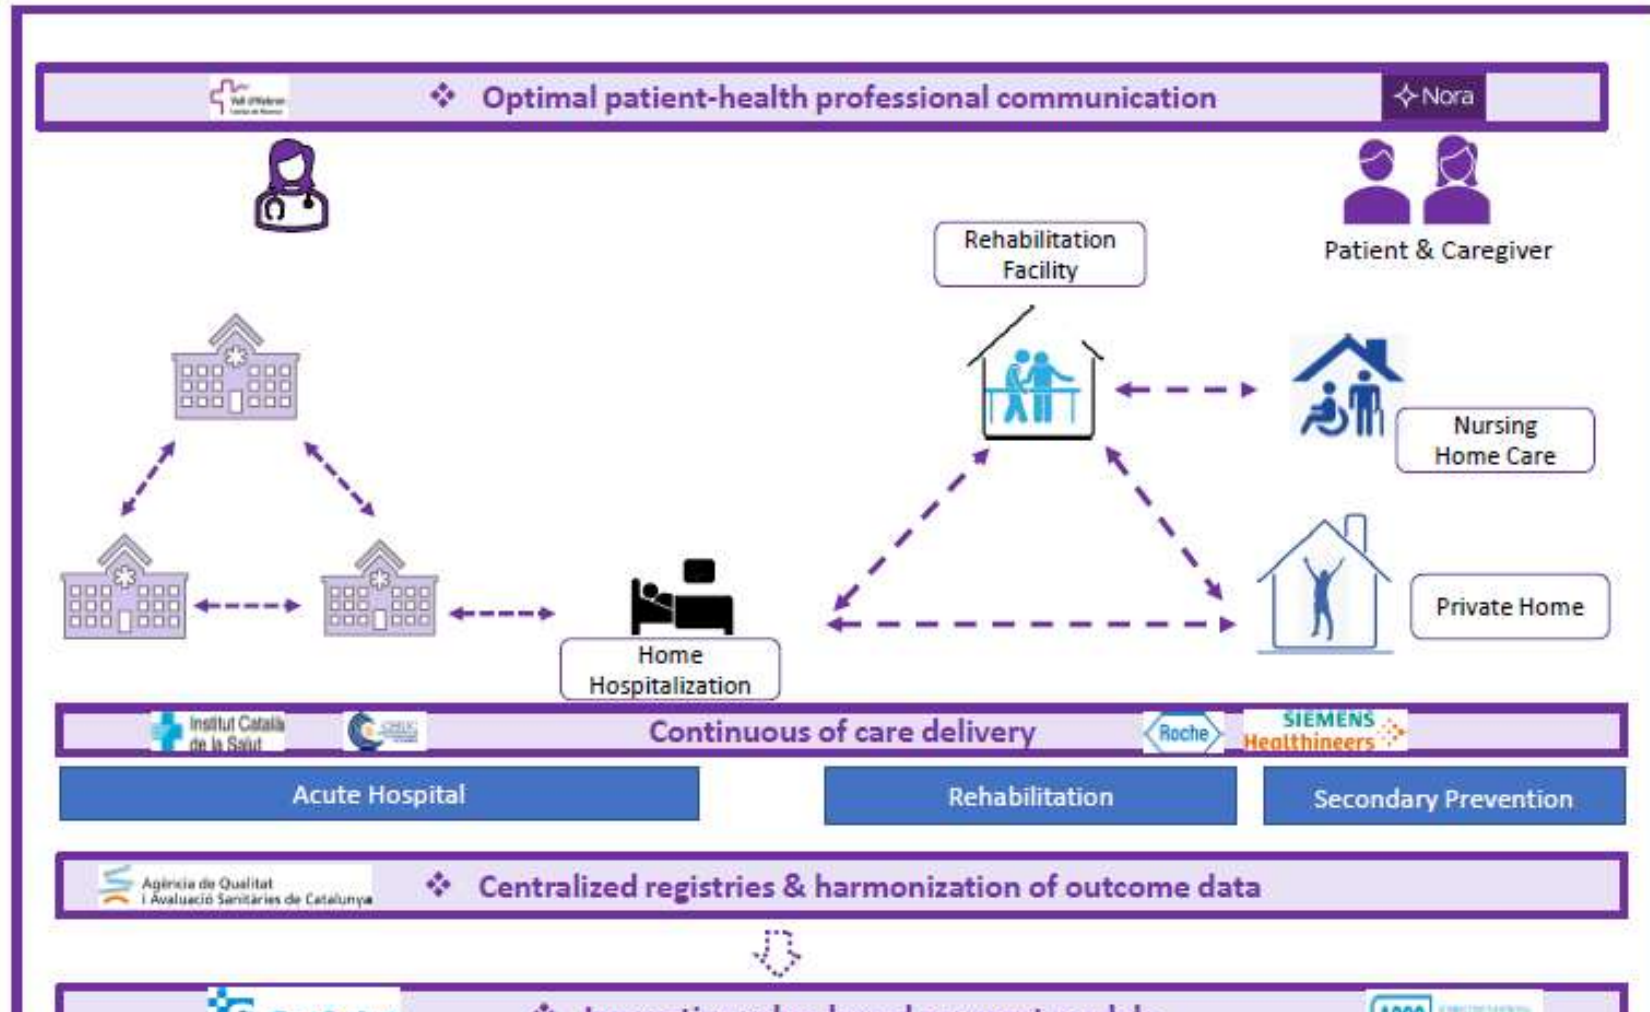 Vall d'Hebron
❖ Optimal patient-health professional communication
Nora
Rehabilitation
Facility
Patient & Caregiver
Nursing
Home Care
Private Home
Home
Hospitalization
Institut Català
de la Salut
Continuous of care delivery
Roche
SIEMENS
Healthineers
Acute Hospital
Rehabilitation
Secondary Prevention
Agència de Qualitat
i Avaluació Sanitàries de Catalunya
❖ Centralized registries & harmonization of outcome data